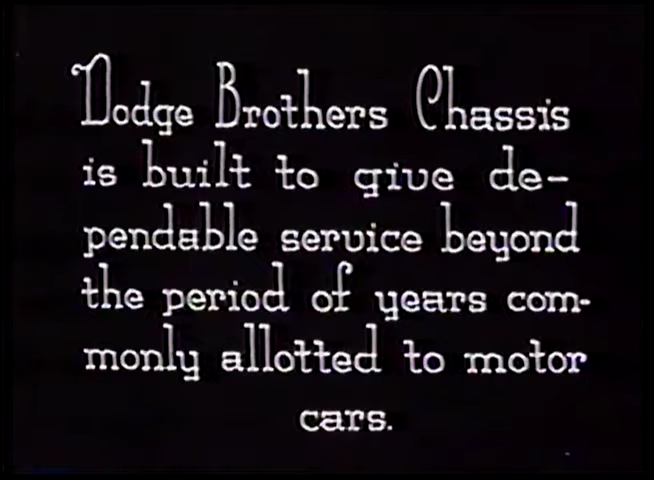 Dodge Brothers Chassis
is built to give de-
pendable service beyond
the period of years com-
monly allotted to motor
cars.